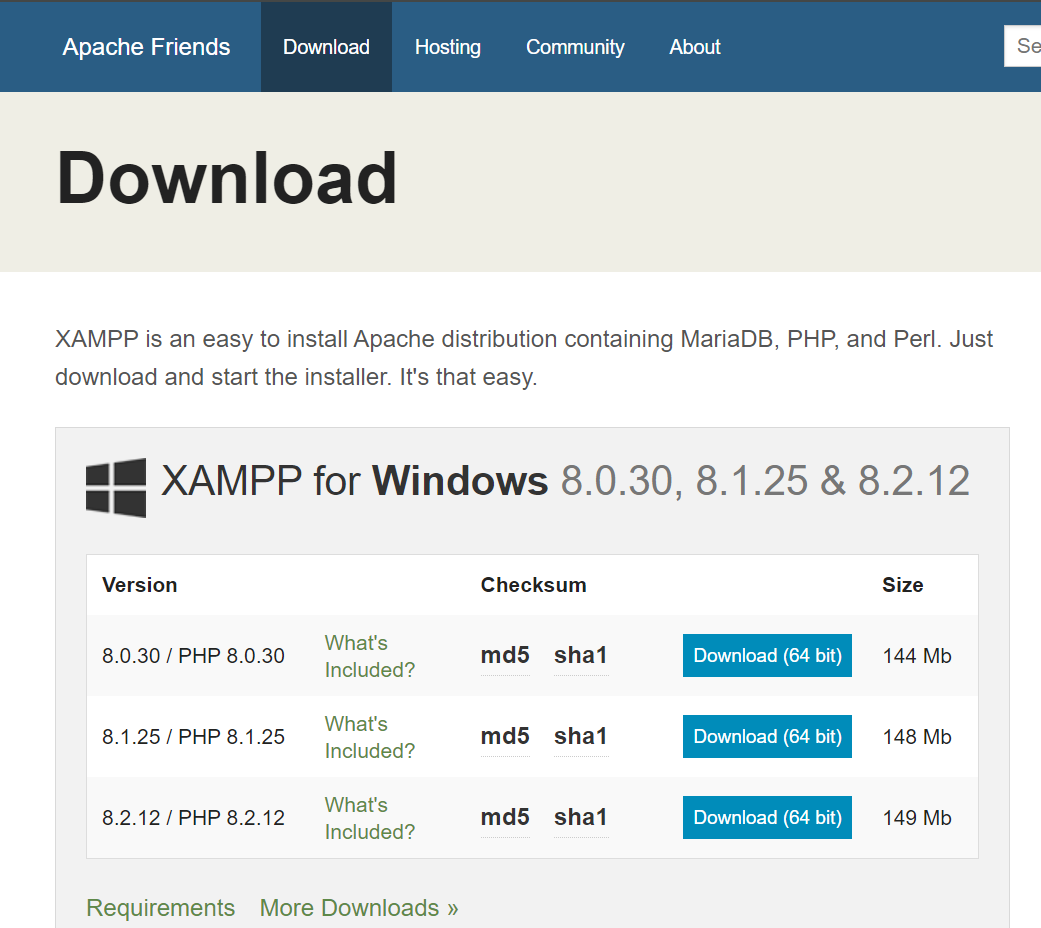 Apache Friends Download Hosting Community About Se
Download
XAMPP is an easy to install Apache distribution containing MariaDB, PHP, and Perl. Just
download and start the installer. It's that easy.
XAMPP for Windows 8.0.30, 8.1.25 & 8.2.12
Version Checksum Size
8.0.30 / PHP 8.0.30 What's Included? md5 sha1 Download (64 bit) 144 Mb
8.1.25 / PHP 8.1.25 What's Included? md5 sha1 Download (64 bit) 148 Mb
8.2.12 / PHP 8.2.12 What's Included? md5 sha1 Download (64 bit) 149 Mb
Requirements More Downloads »